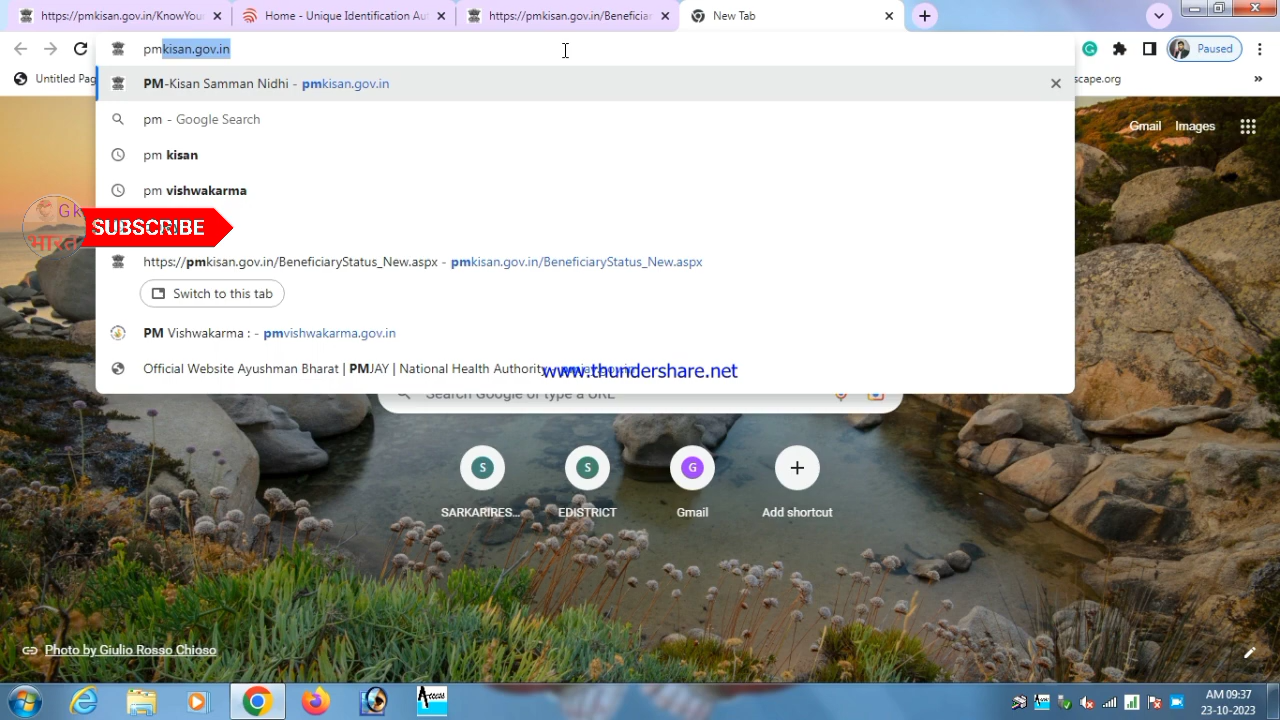 https://pmkisan.gov.in/KnowYou
Home - Unique Identification Aut
https://pmkisan.gov.in/Beneficiar
New Tab
pmkisan.gov.in
Paused
Untitled Pag
scape.org
»
PM-Kisan Samman Nidhi - pmkisan.gov.in
pm - Google Search
Gmail
Images
pm kisan
pm vishwakarma
Gk
भारत
SUBSCRIBE
https://pmkisan.gov.in/BeneficiaryStatus_New.aspx - pmkisan.gov.in/BeneficiaryStatus_New.aspx
Switch to this tab
PM Vishwakarma : - pmvishwakarma.gov.in
Official Website Ayushman Bharat | PMJAY | National Health Authority
www.thundershare.net
Search Google or type a URL
S
S
G
SARKARIRES...
EDISTRICT
Gmail
Add shortcut
Photo by Giulio Rosso Chioso
AM 09:37
23-10-2023